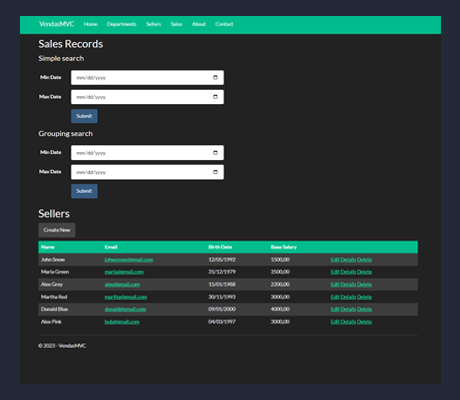 VendasMVC Home Departments Sellers Sales About Contact
Sales Records
Simple search
Min Date mm/dd/yyyy
Max Date mm/dd/yyyy
Submit
Grouping search
Min Date mm/dd/yyyy
Max Date mm/dd/yyyy
Submit
Sellers
Create New
Name Email Birth Date Base Salary
John Snow johnsnow@email.com 12/05/1992 1500,00 Edit Details Delete
Maria Green maria@email.com 31/12/1979 3500,00 Edit Details Delete
Alex Grey alex@email.com 15/01/1988 2200,00 Edit Details Delete
Martha Red martha@email.com 30/11/1993 3000,00 Edit Details Delete
Donald Blue donald@email.com 09/01/2000 4000,00 Edit Details Delete
Alex Pink bob@email.com 04/03/1997 3000,00 Edit Details Delete
© 2023 - VendasMVC